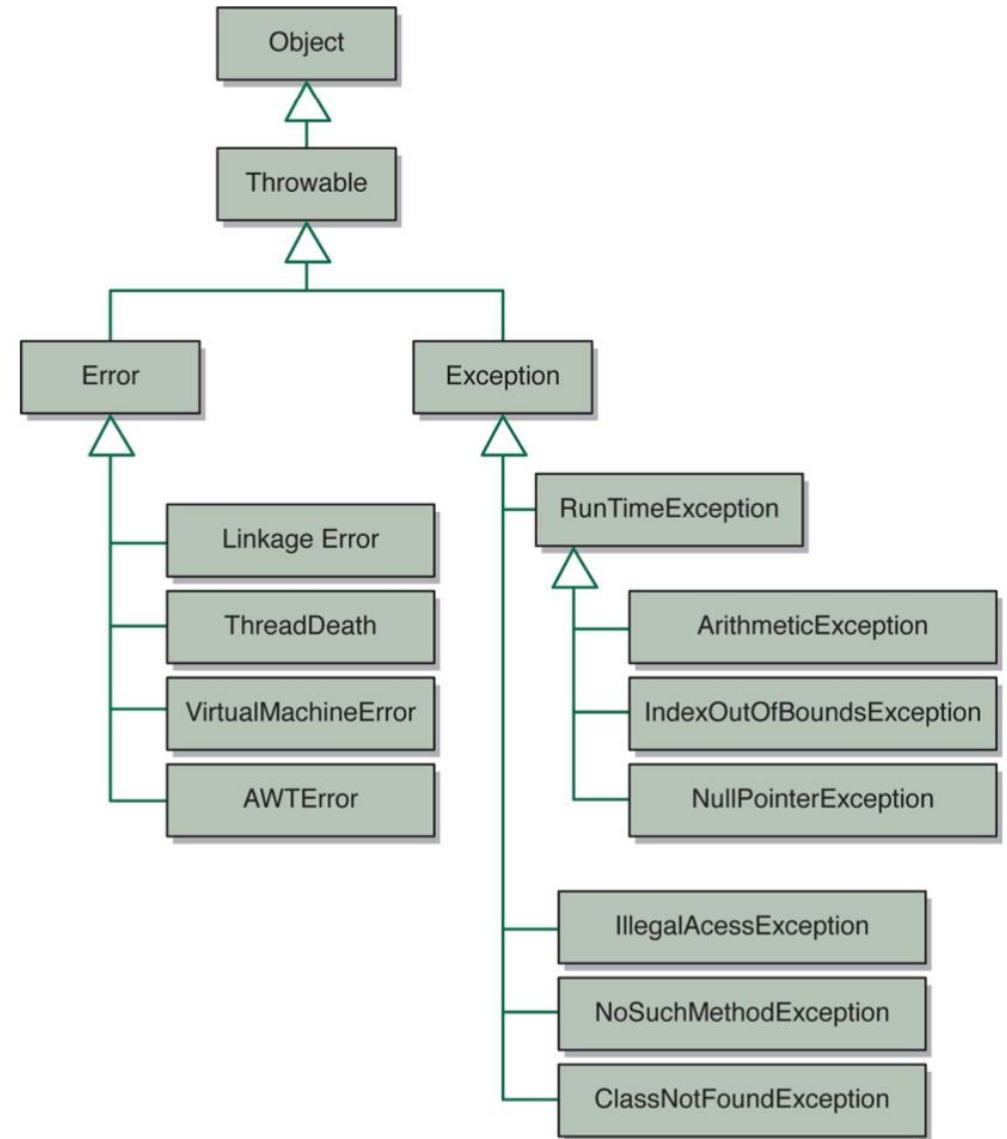 Object
Throwable
Error
Exception
RunTimeException
Linkage Error
ThreadDeath
VirtualMachineError
AWTError
ArithmeticException
IndexOutOfBoundsException
NullPointerException
IllegalAcessException
NoSuchMethodException
ClassNotFoundException